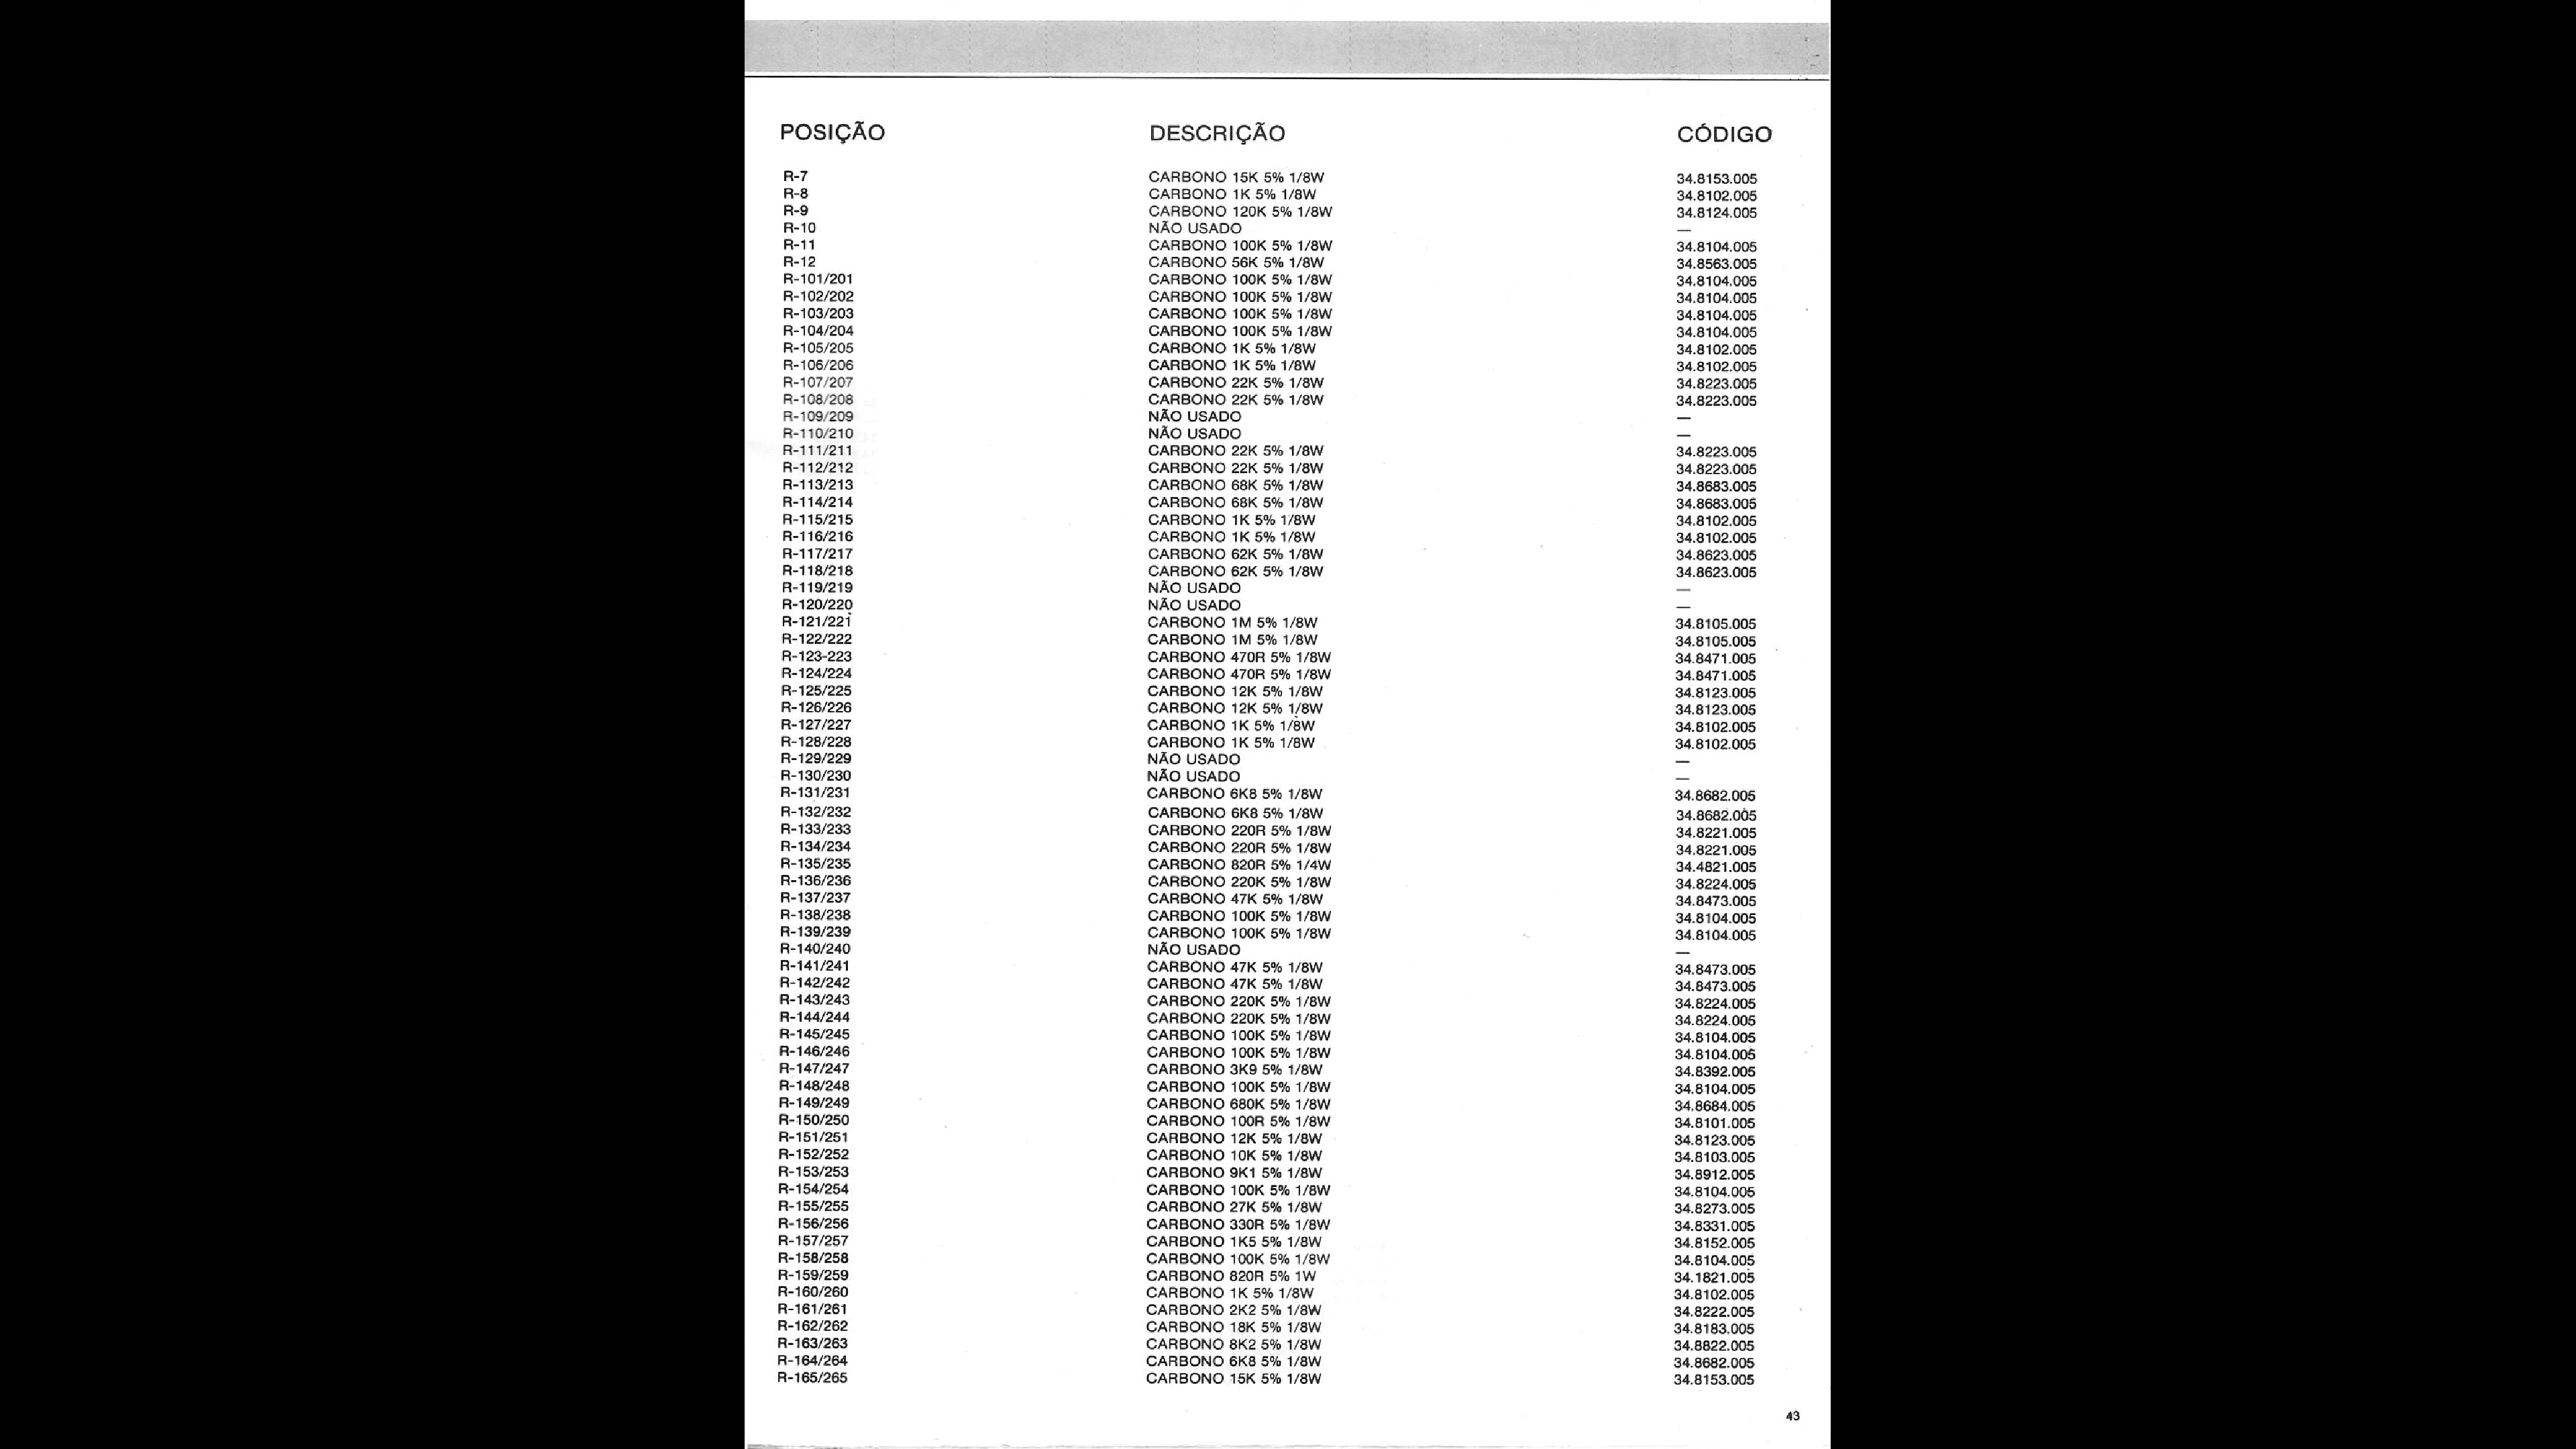 POSIÇÃO DESCRIÇÃO CÓDIGO
R-7 CARBONO 15K 5% 1/8W 34.8153.005
R-8 CARBONO 1K 5% 1/8W 34.8102.005
R-9 CARBONO 120K 5% 1/8W 34.8124.005
R-10 NÃO USADO —
R-11 CARBONO 100K 5% 1/8W 34.8104.005
R-12 CARBONO 56K 5% 1/8W 34.8563.005
R-101/201 CARBONO 100K 5% 1/8W 34.8104.005
R-102/202 CARBONO 100K 5% 1/8W 34.8104.005
R-103/203 CARBONO 100K 5% 1/8W 34.8104.005
R-104/204 CARBONO 100K 5% 1/8W 34.8104.005
R-105/205 CARBONO 1K 5% 1/8W 34.8102.005
R-106/206 CARBONO 1K 5% 1/8W 34.8102.005
R-107/207 CARBONO 22K 5% 1/8W 34.8223.005
R-108/208 CARBONO 22K 5% 1/8W 34.8223.005
R-109/209 NÃO USADO —
R-110/210 NÃO USADO —
R-111/211 CARBONO 22K 5% 1/8W 34.8223.005
R-112/212 CARBONO 22K 5% 1/8W 34.8223.005
R-113/213 CARBONO 68K 5% 1/8W 34.8683.005
R-114/214 CARBONO 68K 5% 1/8W 34.8683.005
R-115/215 CARBONO 1K 5% 1/8W 34.8102.005
R-116/216 CARBONO 1K 5% 1/8W 34.8102.005
R-117/217 CARBONO 62K 5% 1/8W 34.8623.005
R-118/218 CARBONO 62K 5% 1/8W 34.8623.005
R-119/219 NÃO USADO —
R-120/220 NÃO USADO —
R-121/221 CARBONO 1M 5% 1/8W 34.8105.005
R-122/222 CARBONO 1M 5% 1/8W 34.8105.005
R-123-223 CARBONO 470R 5% 1/8W 34.8471.005
R-124/224 CARBONO 470R 5% 1/8W 34.8471.005
R-125/225 CARBONO 12K 5% 1/8W 34.8123.005
R-126/226 CARBONO 12K 5% 1/8W 34.8123.005
R-127/227 CARBONO 1K 5% 1/8W 34.8102.005
R-128/228 CARBONO 1K 5% 1/8W 34.8102.005
R-129/229 NÃO USADO —
R-130/230 NÃO USADO —
R-131/231 CARBONO 6K8 5% 1/8W 34.8682.005
R-132/232 CARBONO 6K8 5% 1/8W 34.8682.005
R-133/233 CARBONO 220R 5% 1/8W 34.8221.005
R-134/234 CARBONO 220R 5% 1/8W 34.8221.005
R-135/235 CARBONO 820R 5% 1/4W 34.4821.005
R-136/236 CARBONO 220K 5% 1/8W 34.8224.005
R-137/237 CARBONO 47K 5% 1/8W 34.8473.005
R-138/238 CARBONO 100K 5% 1/8W 34.8104.005
R-139/239 CARBONO 100K 5% 1/8W 34.8104.005
R-140/240 NÃO USADO —
R-141/241 CARBONO 47K 5% 1/8W 34.8473.005
R-142/242 CARBONO 47K 5% 1/8W 34.8473.005
R-143/243 CARBONO 220K 5% 1/8W 34.8224.005
R-144/244 CARBONO 220K 5% 1/8W 34.8224.005
R-145/245 CARBONO 100K 5% 1/8W 34.8104.005
R-146/246 CARBONO 100K 5% 1/8W 34.8104.005
R-147/247 CARBONO 3K9 5% 1/8W 34.8392.005
R-148/248 CARBONO 100K 5% 1/8W 34.8104.005
R-149/249 CARBONO 680K 5% 1/8W 34.8684.005
R-150/250 CARBONO 100R 5% 1/8W 34.8101.005
R-151/251 CARBONO 12K 5% 1/8W 34.8123.005
R-152/252 CARBONO 10K 5% 1/8W 34.8103.005
R-153/253 CARBONO 9K1 5% 1/8W 34.8912.005
R-154/254 CARBONO 100K 5% 1/8W 34.8104.005
R-155/255 CARBONO 27K 5% 1/8W 34.8273.005
R-156/256 CARBONO 330R 5% 1/8W 34.8331.005
R-157/257 CARBONO 1K5 5% 1/8W 34.8152.005
R-158/258 CARBONO 100K 5% 1/8W 34.8104.005
R-159/259 CARBONO 820R 5% 1W 34.1821.005
R-160/260 CARBONO 1K 5% 1/8W 34.8102.005
R-161/261 CARBONO 2K2 5% 1/8W 34.8222.005
R-162/262 CARBONO 18K 5% 1/8W 34.8183.005
R-163/263 CARBONO 8K2 5% 1/8W 34.8822.005
R-164/264 CARBONO 6K8 5% 1/8W 34.8682.005
R-165/265 CARBONO 15K 5% 1/8W 34.8153.005
43